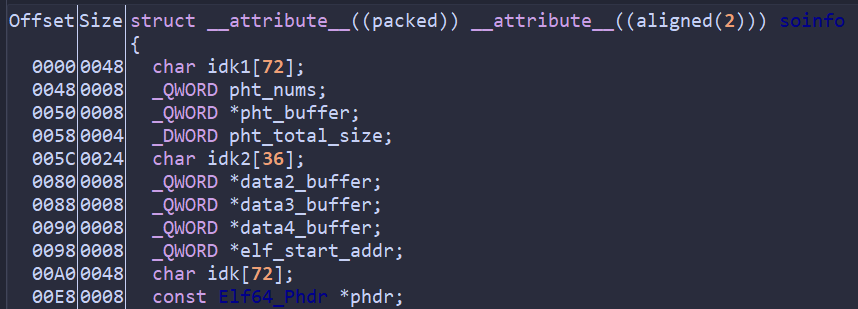 Offset Size struct __attribute__((packed)) __attribute__((aligned(2))) soinfo
{
0000 0048 char idk1[72];
0048 0008 _QWORD pht_nums;
0050 0008 _QWORD *pht_buffer;
0058 0004 _DWORD pht_total_size;
005C 0024 char idk2[36];
0080 0008 _QWORD *data2_buffer;
0088 0008 _QWORD *data3_buffer;
0090 0008 _QWORD *data4_buffer;
0098 0008 _QWORD *elf_start_addr;
00A0 0048 char idk[72];
00E8 0008 const Elf64_Phdr *phdr;